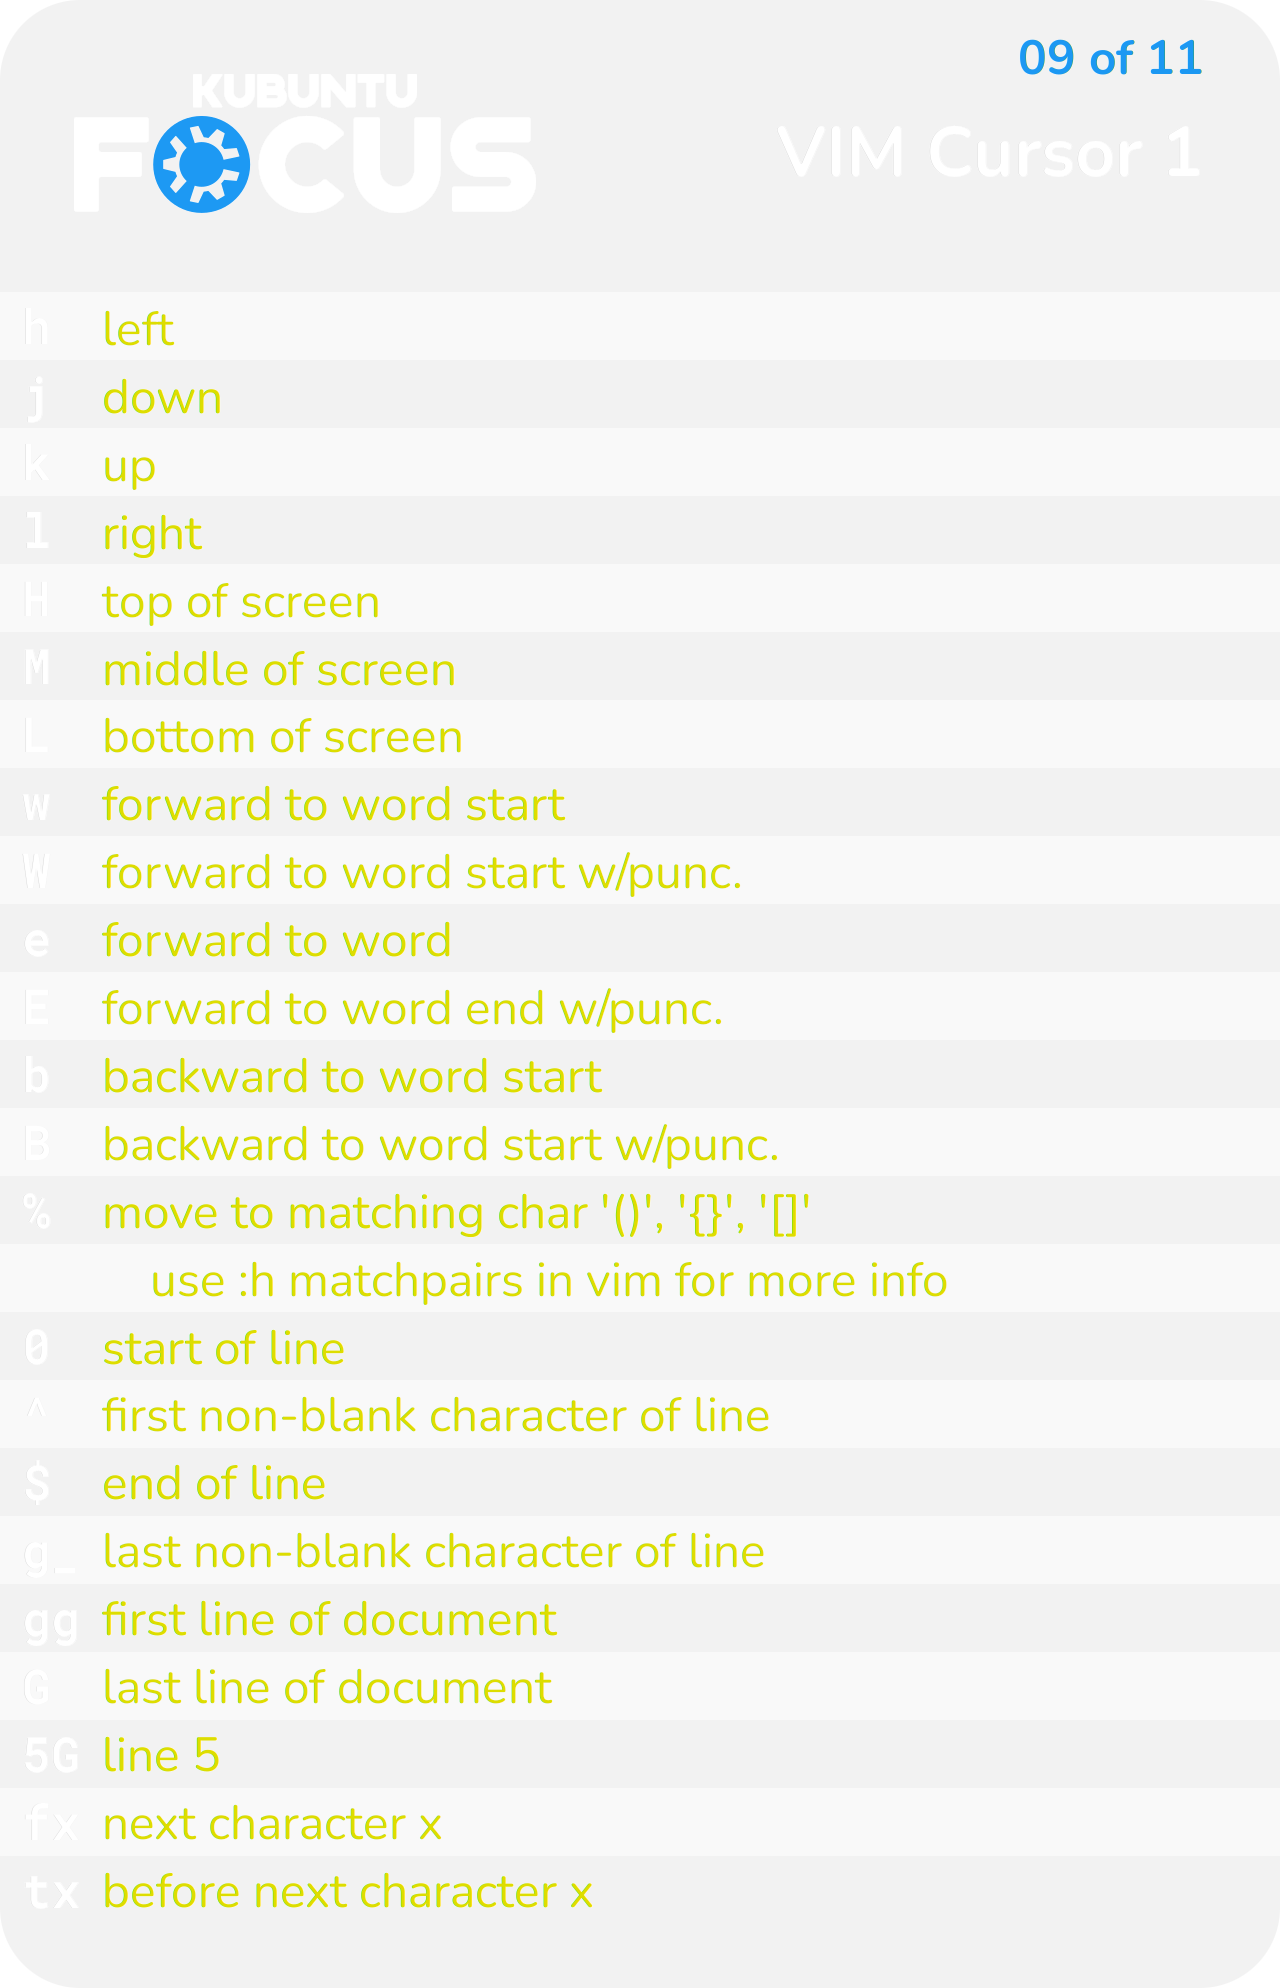 09 of 11
KUBUNTU
FOCUS
VIM Cursor 1
h left
j down
k up
l right
H top of screen
M middle of screen
L bottom of screen
w forward to word start
W forward to word start w/punc.
e forward to word
E forward to word end w/punc.
b backward to word start
B backward to word start w/punc.
% move to matching char '()', '{}', '[]'
use :h matchpairs in vim for more info
0 start of line
^ first non-blank character of line
$ end of line
g_ last non-blank character of line
gg first line of document
G last line of document
5G line 5
fx next character x
tx before next character x